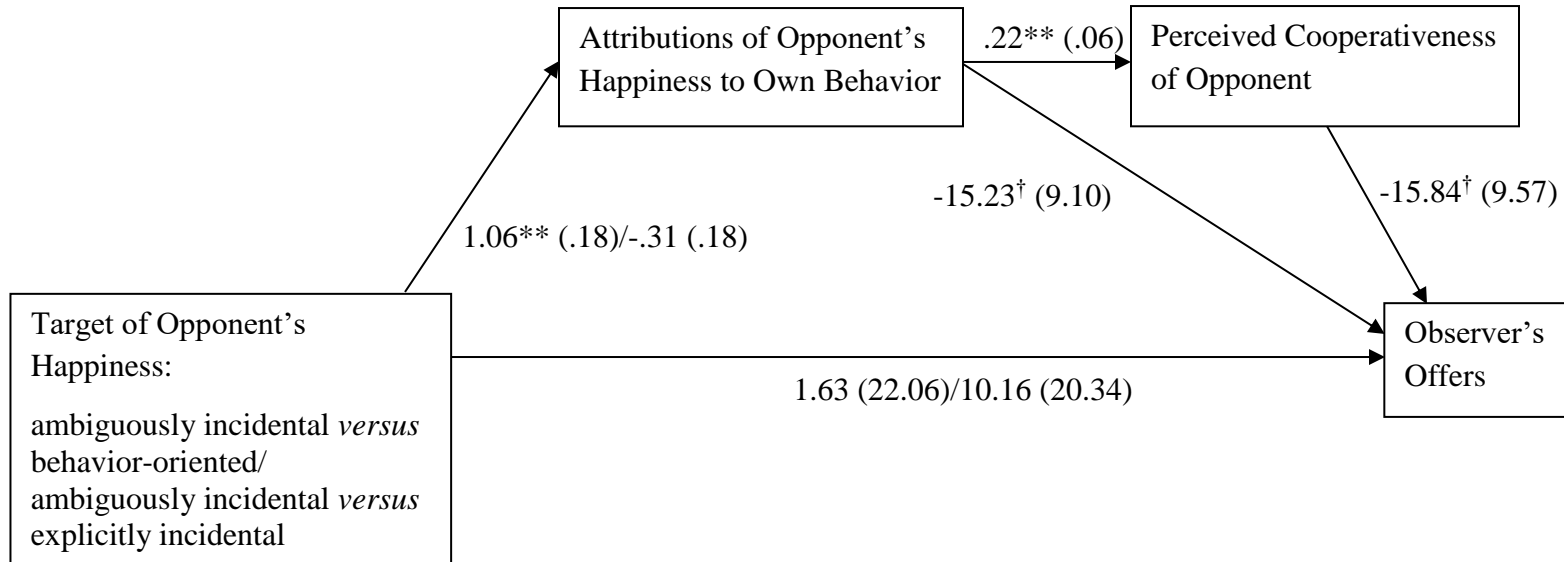 Attributions of Opponent's
Happiness to Own Behavior
.22** (.06)
Perceived Cooperativeness
of Opponent
-15.23† (9.10)
-15.84† (9.57)
1.06** (.18)/-.31 (.18)
Target of Opponent's
Happiness:
ambiguously incidental versus
behavior-oriented/
ambiguously incidental versus
explicitly incidental
1.63 (22.06)/10.16 (20.34)
Observer's
Offers